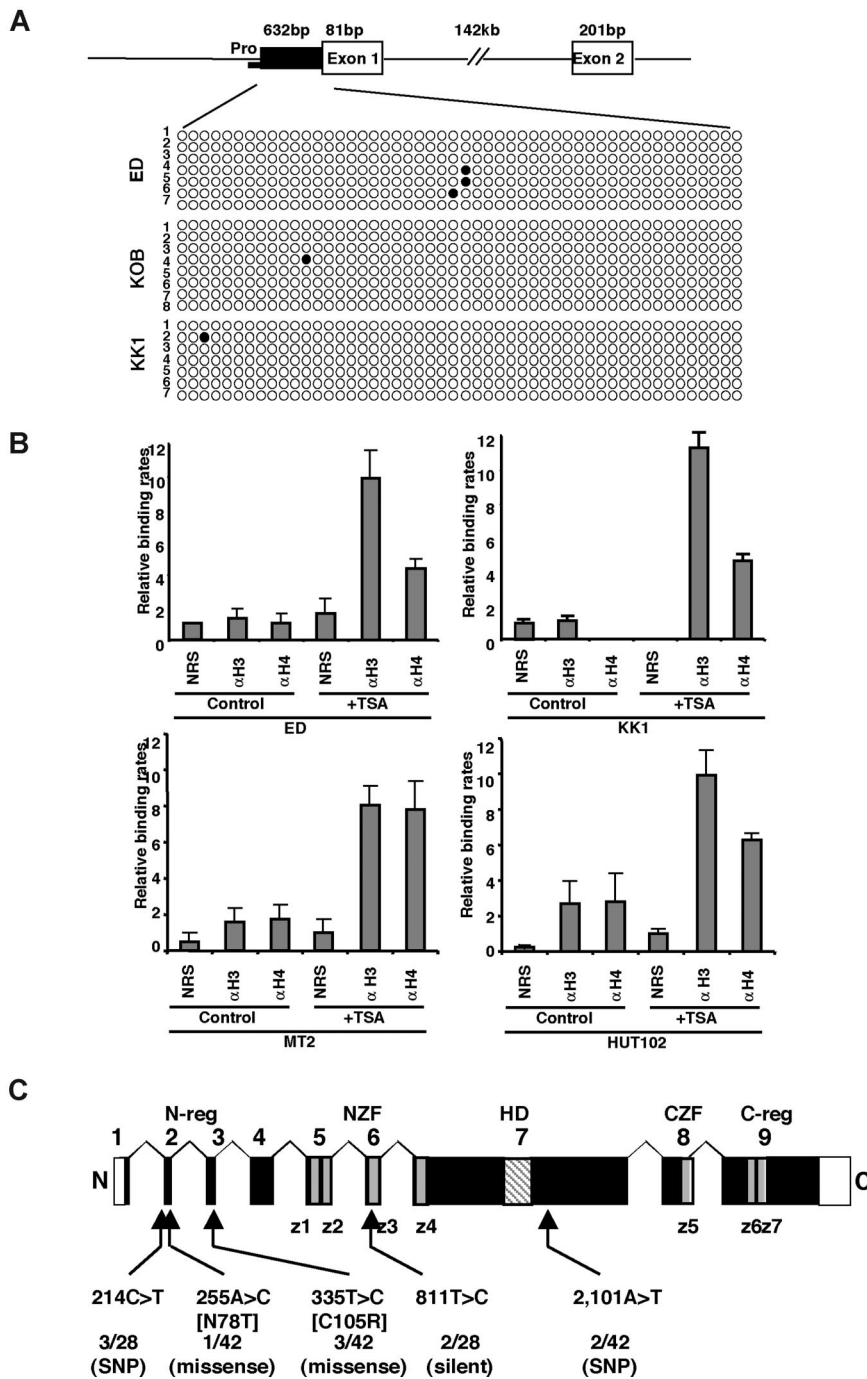 A
632bp 81bp 142kb 201bp
Pro
Exon 1 Exon 2
ED
1
2
3
4
5
6
7
KOB
1
2
3
4
5
6
7
8
KK1
1
2
3
4
5
6
7
B
Relative binding rates
12
10
8
6
4
2
0
NRS αH3 αH4 NRS αH3 αH4
Control +TSA
ED
Relative binding rates
12
10
8
6
4
2
0
NRS αH3 αH4 NRS αH3 αH4
Control +TSA
KK1
Relative binding rates
12
10
8
6
4
2
0
NRS αH3 αH4 NRS αH3 αH4
Control +TSA
MT2
Relative binding rates
12
10
8
6
4
2
0
NRS αH3 αH4 NRS αH3 αH4
Control +TSA
HUT102
C
N-reg NZF HD CZF C-reg
1 2 3 4 5 6 7 8 9
N C
z1 z2 z3 z4 z5 z6z7
214C>T 255A>C 335T>C 811T>C 2,101A>T
[N78T] [C105R]
3/28 1/42 3/42 2/28 2/42
(SNP) (missense) (missense) (silent) (SNP)